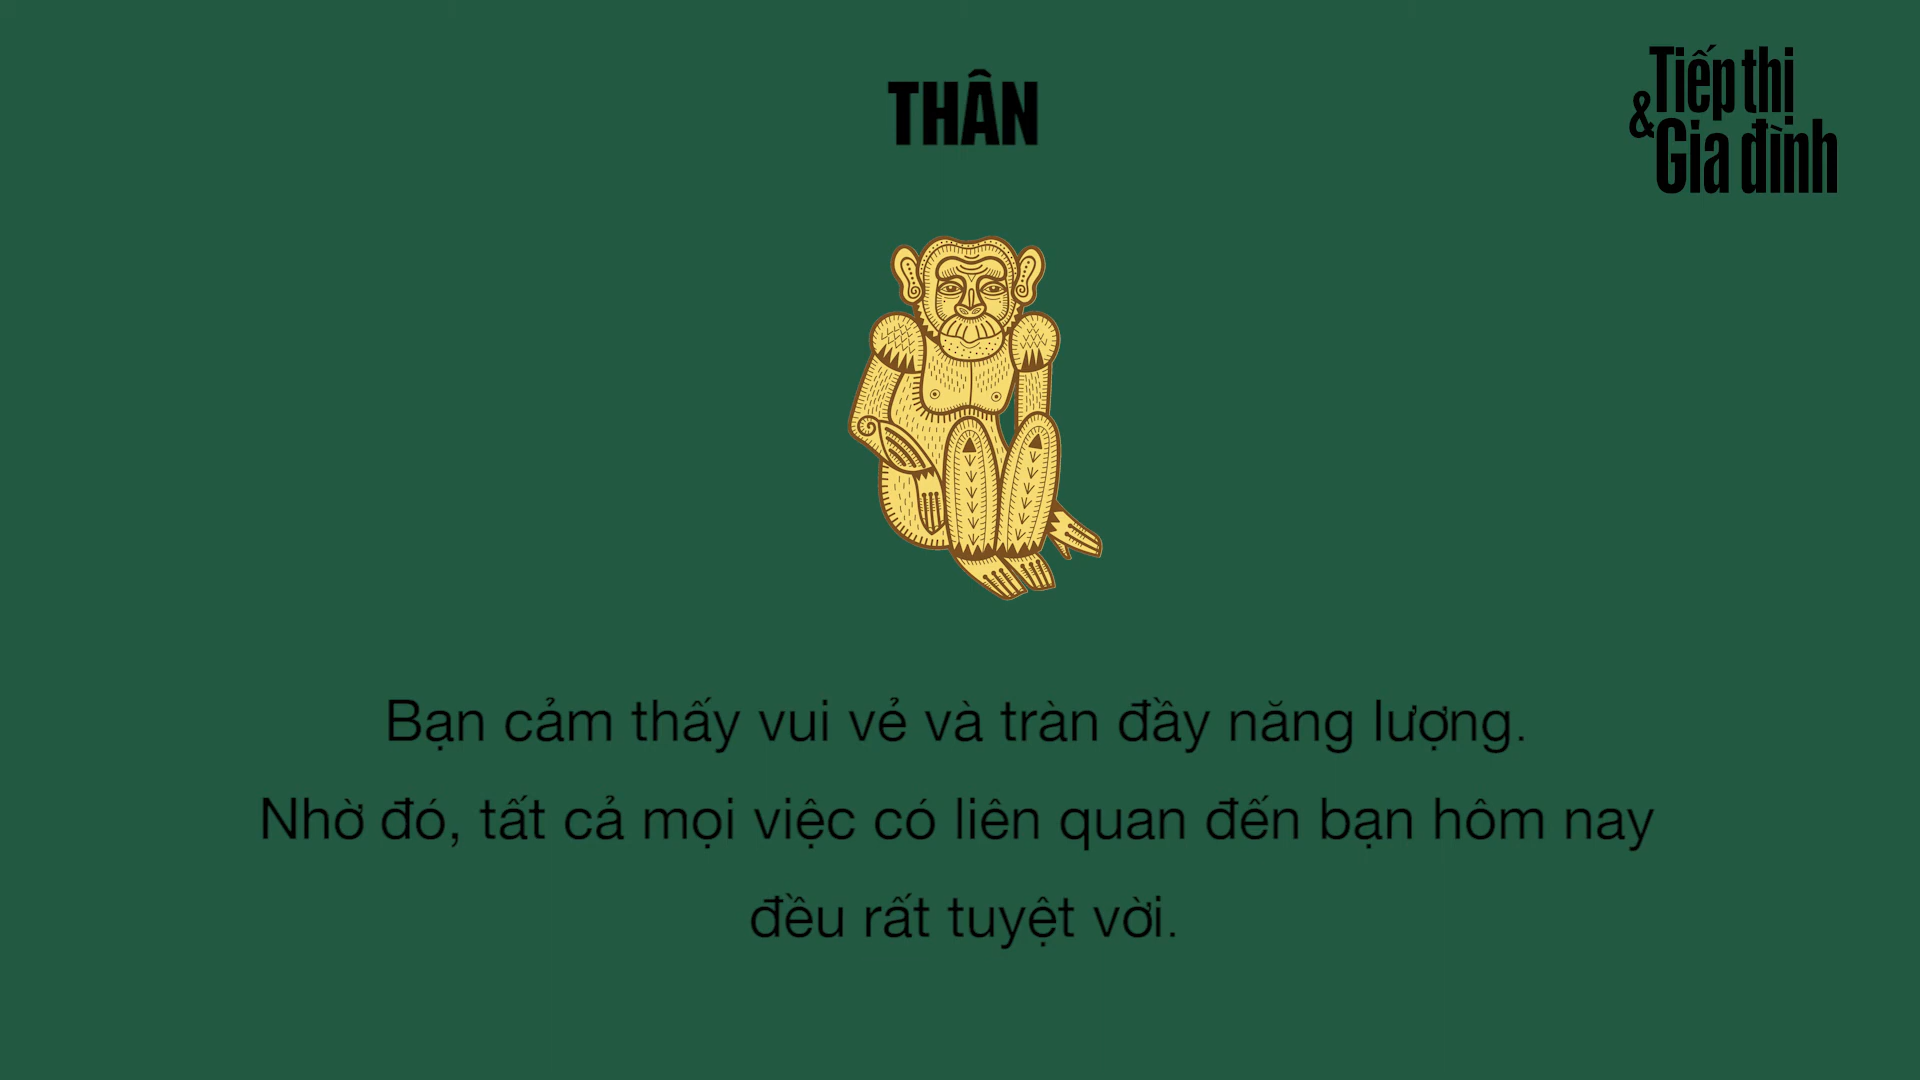 THÂN
Tiếp thị
& Gia đình
Bạn cảm thấy vui vẻ và tràn đầy năng lượng.
Nhờ đó, tất cả mọi việc có liên quan đến bạn hôm nay
đều rất tuyệt vời.